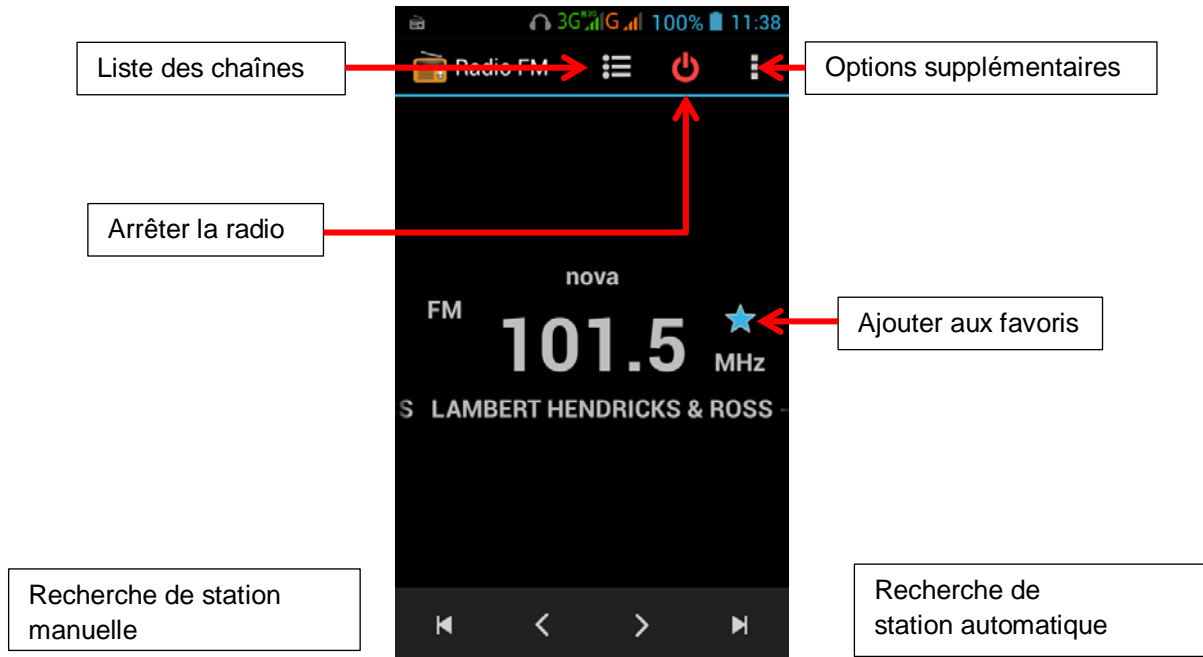 3G R36 G 100% 11:38
Liste des chaînes
Radio FM
Options supplémentaires
Arrêter la radio
nova
FM
101.5
MHz
Ajouter aux favoris
S LAMBERT HENDRICKS & ROSS -
Recherche de station
manuelle
Recherche de
station automatique